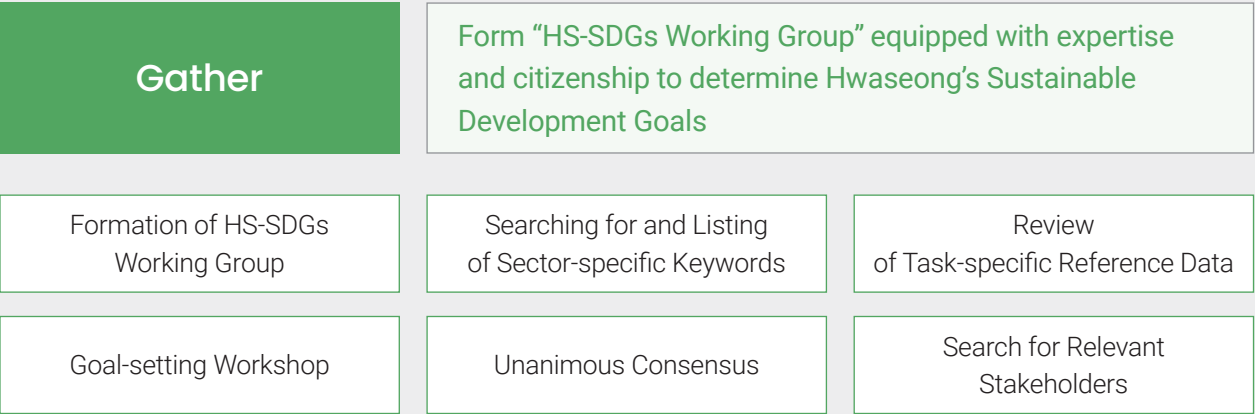 Gather
Form “HS-SDGs Working Group” equipped with expertise
and citizenship to determine Hwaseong’s Sustainable
Development Goals
Formation of HS-SDGs
Working Group
Searching for and Listing
of Sector-specific Keywords
Review
of Task-specific Reference Data
Goal-setting Workshop
Unanimous Consensus
Search for Relevant
Stakeholders